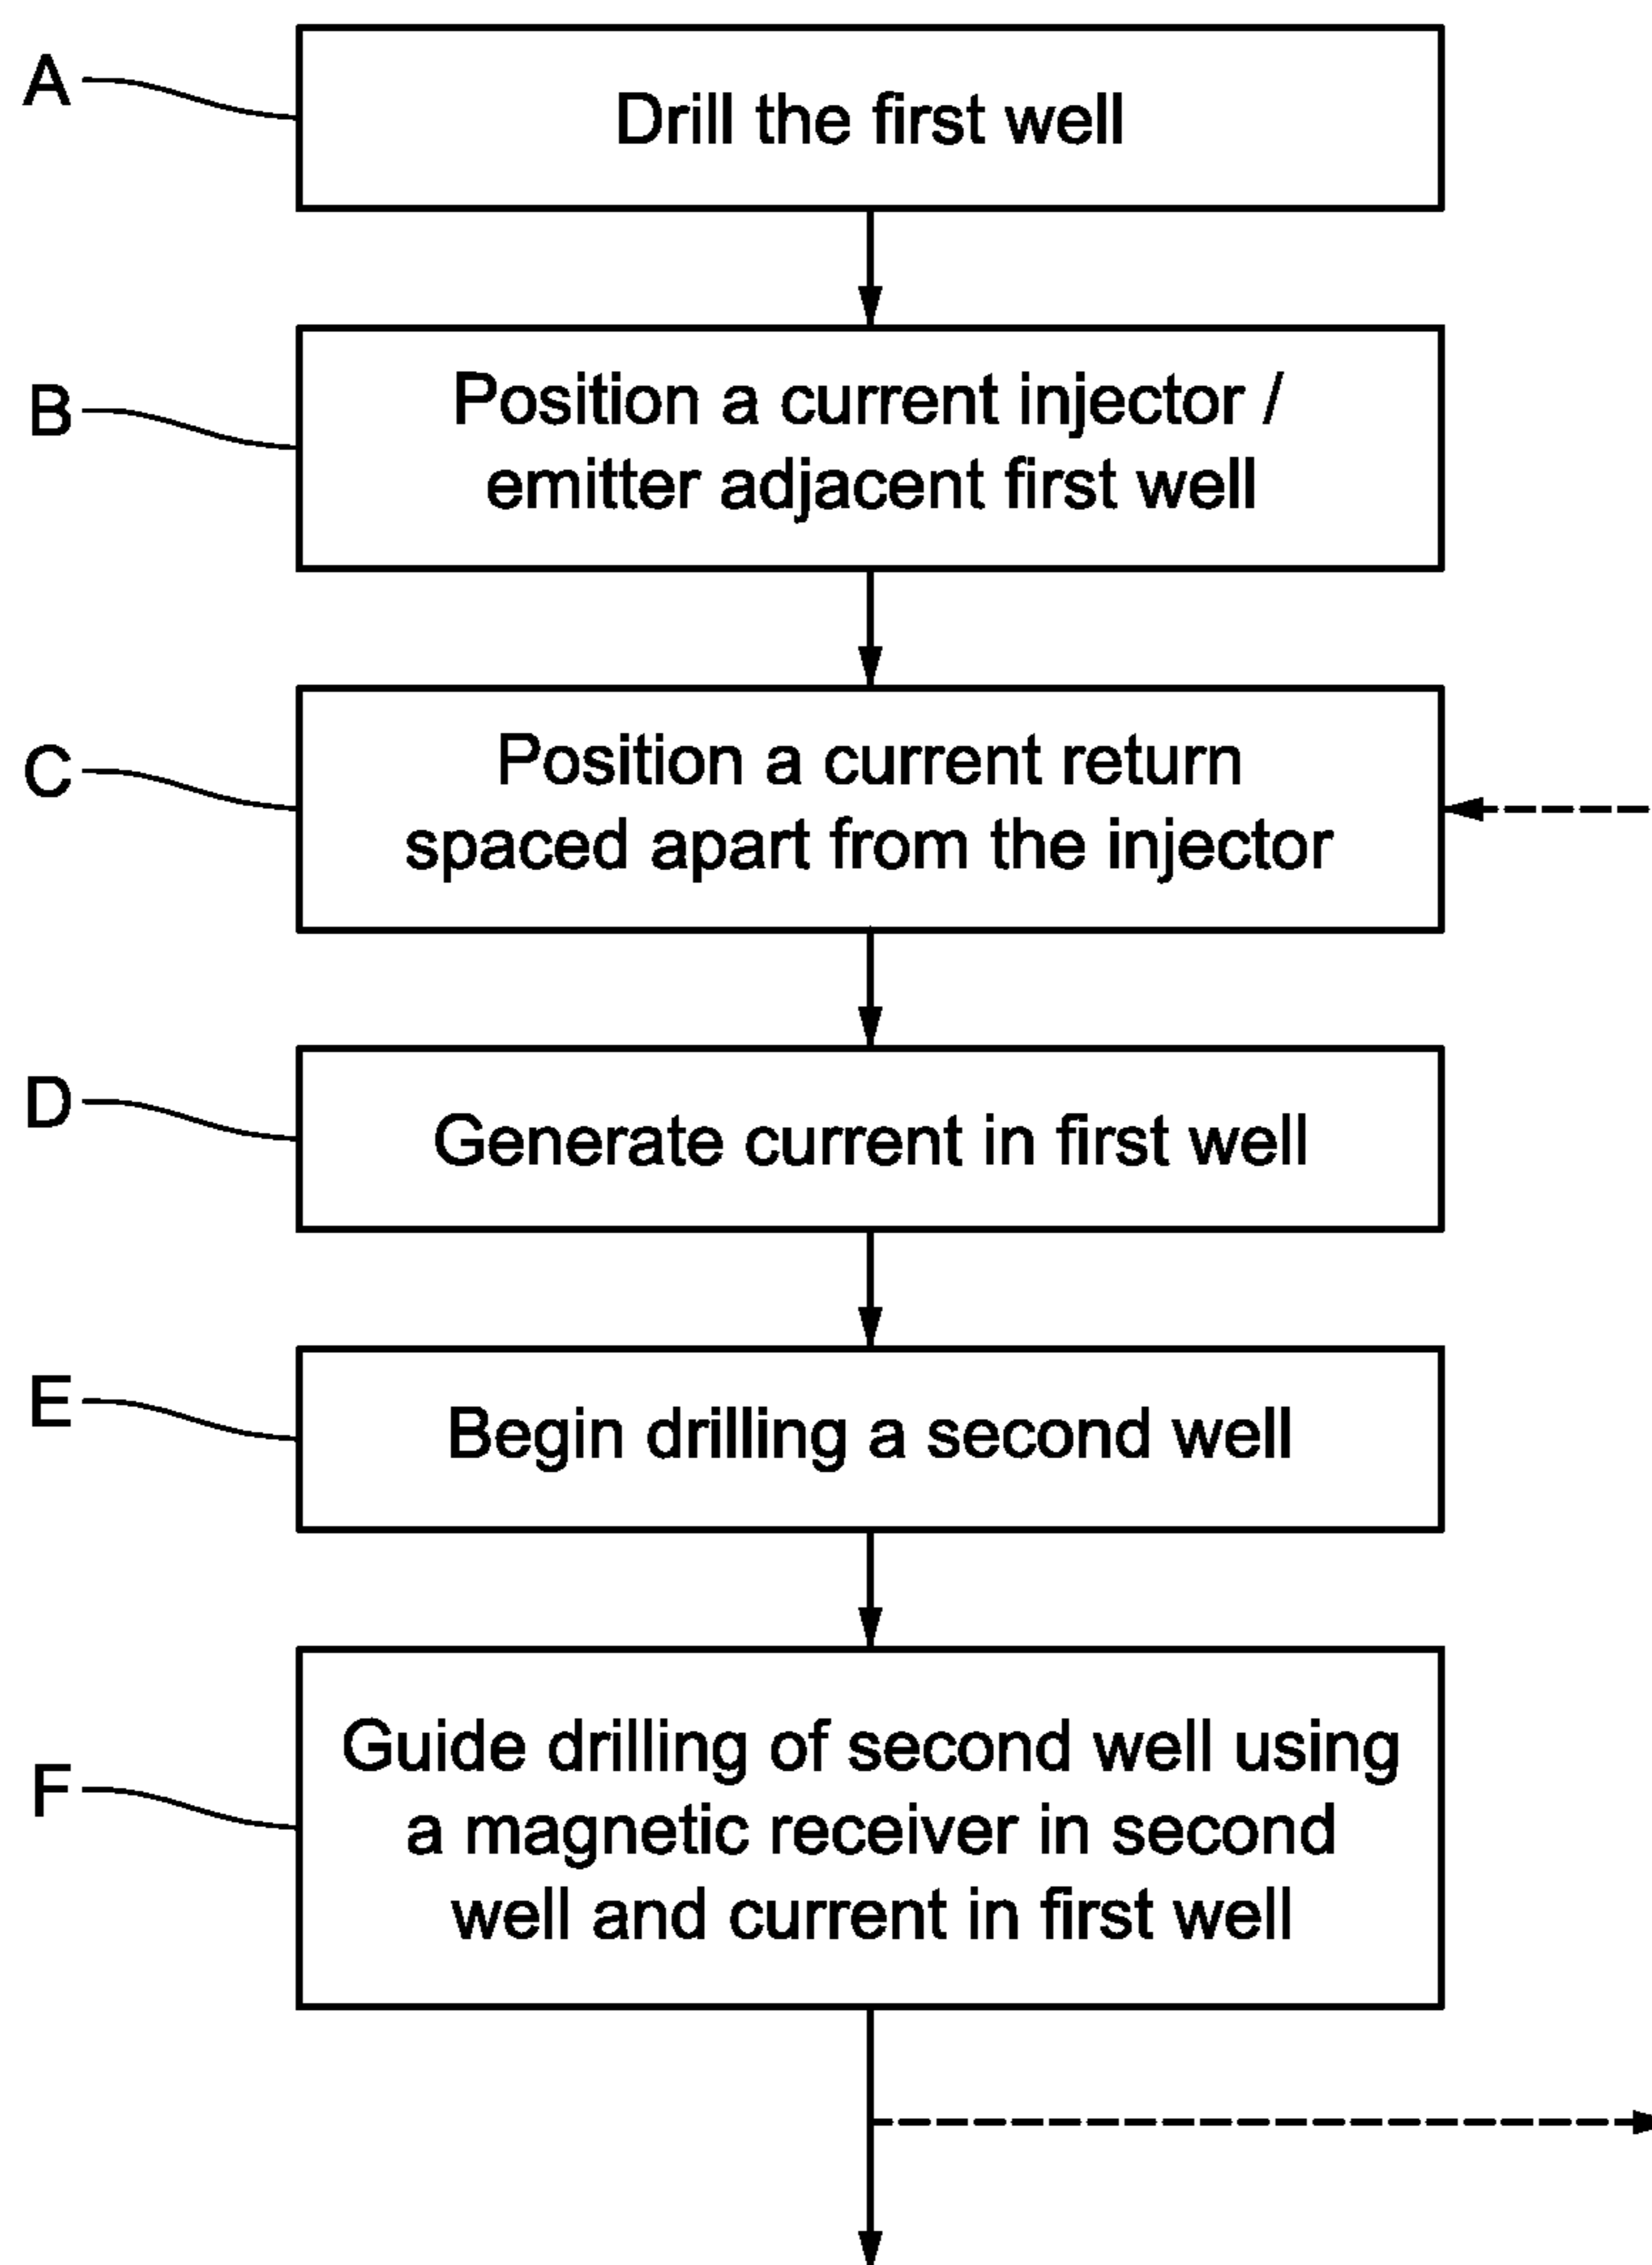 A
Drill the first well
B
Position a current injector /
emitter adjacent first well
C
Position a current return
spaced apart from the injector
D
Generate current in first well
E
Begin drilling a second well
F
Guide drilling of second well using
a magnetic receiver in second
well and current in first well